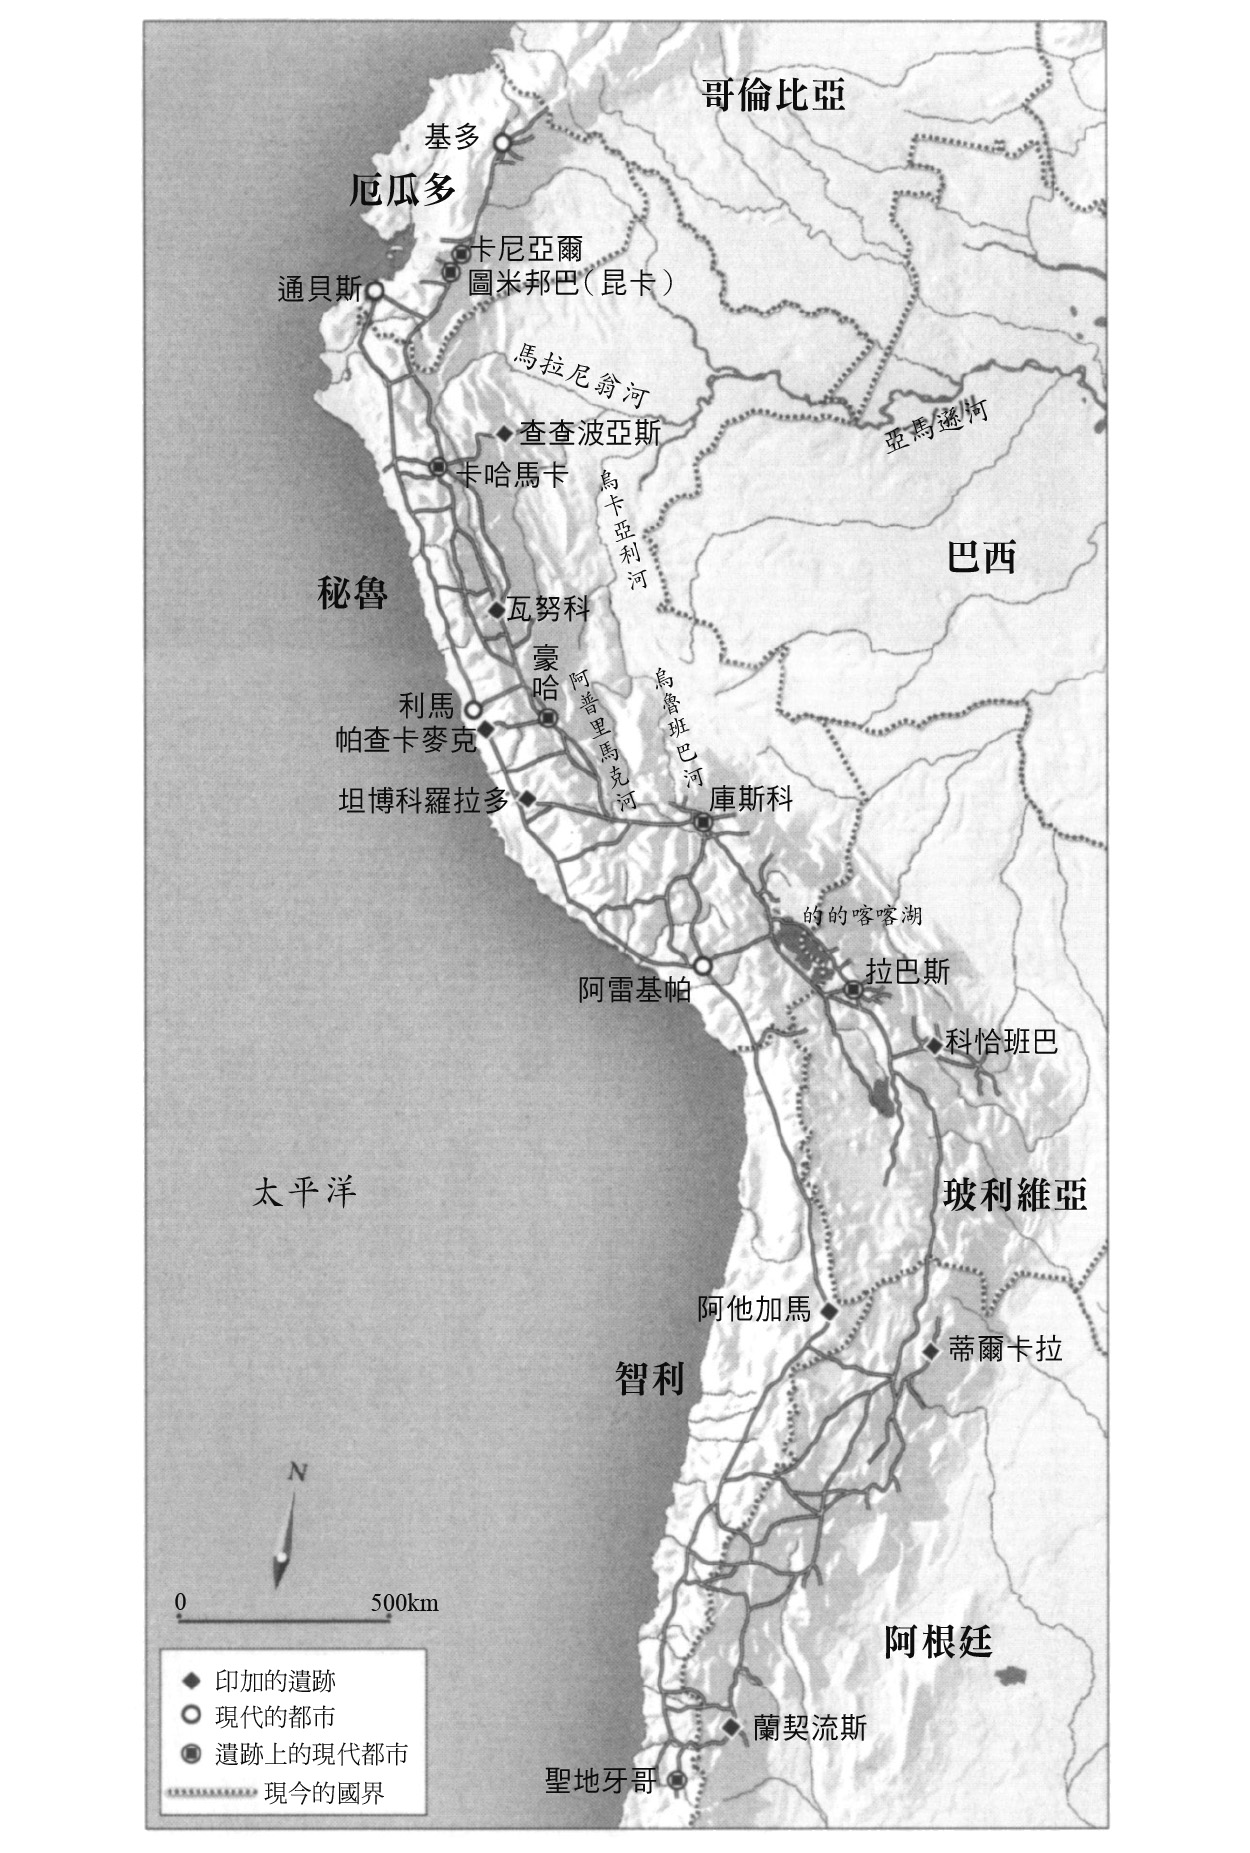 哥倫比亞
基多
厄瓜多
卡尼亞爾
圖米邦巴（昆卡）
通貝斯
馬拉尼翁河
亞馬遜河
查查波亞斯
卡哈馬卡
烏卡亞利河
巴西
秘魯
瓦努科
豪哈
阿普里馬克河
烏魯班巴河
利馬
帕查卡麥克
坦博科羅拉多
庫斯科
的的喀喀湖
拉巴斯
阿雷基帕
科恰班巴
太平洋
玻利維亞
阿他加馬
蒂爾卡拉
智利
N
0 500km
阿根廷
印加的遺跡
現代的都市
遺跡上的現代都市
現今的國界
蘭契流斯
聖地牙哥